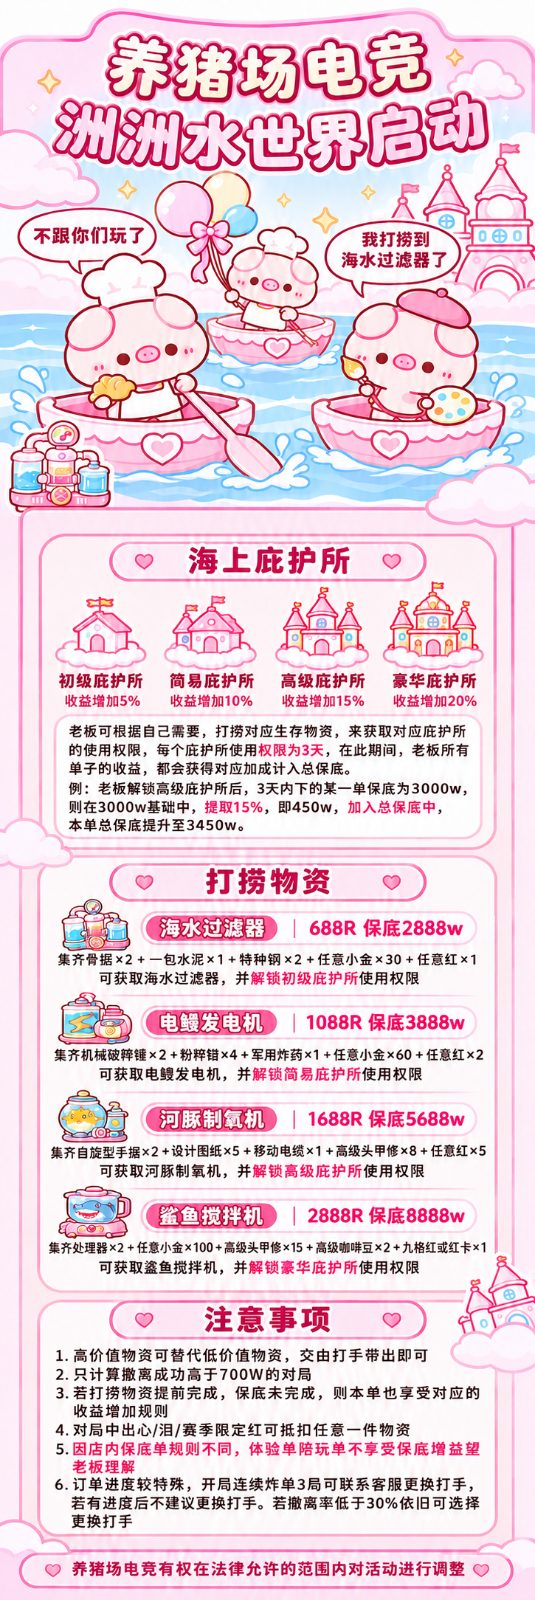 养猪场电竞
洲洲水世界启动
不跟你们玩了
我打捞到
海水过滤器了
海上庇护所
初级庇护所
收益增加5%
简易庇护所
收益增加10%
高级庇护所
收益增加15%
豪华庇护所
收益增加20%
老板可根据自己需要，打捞对应生存物资，来获取对应庇护所
的使用权限，每个庇护所使用权限为3天，在此期间，老板所有
单子的收益，都会获得对应加成计入总保底。
例：老板解锁高级庇护所后，3天内下的某一单保底为3000w，
则在3000w基础中，提取15%，即450w，加入总保底中，
本单总保底提升至3450w。
打捞物资
海水过滤器 | 688R 保底2888w
集齐骨据×2＋一包水泥×1＋特种钢×2＋任意小金×30＋任意红×1
可获取海水过滤器，并解锁初级庇护所使用权限
电鳗发电机 | 1088R 保底3888w
集齐机械破碎锤×2＋粉碎钳×4＋军用炸药×1＋任意小金×60＋任意红×2
可获取电鳗发电机，并解锁简易庇护所使用权限
河豚制氧机 | 1688R 保底5688w
集齐自旋型手据×2＋设计图纸×5＋移动电缆×1＋高级头甲修×8＋任意红×5
可获取河豚制氧机，并解锁高级庇护所使用权限
鲨鱼搅拌机 | 2888R 保底8888w
集齐处理器×2＋任意小金×100＋高级头甲修×15＋高级咖啡豆×2＋九格红或红卡×1
可获取鲨鱼搅拌机，并解锁豪华庇护所使用权限
注意事项
1. 高价值物资可替代低价值物资，交由打手带出即可
2. 只计算撤离成功高于700W的对局
3. 若打捞物资提前完成，保底未完成，则本单也享受对应的
收益增加规则
4. 对局中出心/泪/赛季限定红可抵扣任意一件物资
5. 因店内保底单规则不同，体验单陪玩单不享受保底增益望
老板理解
6. 订单进度较特殊，开局连续炸单3局可联系客服更换打手，
若有进度后不建议更换打手。若撤离率低于30%依旧可选择
更换打手
养猪场电竞有权在法律允许的范围内对活动进行调整